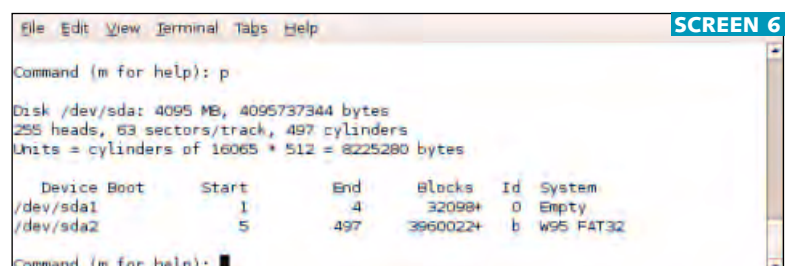 File Edit View Terminal Tabs Help
SCREEN 6
Command (m for help): p
Disk /dev/sda: 4095 MB, 4095737344 bytes
255 heads, 63 sectors/track, 497 cylinders
Units = cylinders of 16065 * 512 = 8225280 bytes
Device Boot Start End Blocks Id System
/dev/sda1 1 4 32098+ 0 Empty
/dev/sda2 5 497 3960022+ b W95 FAT32
Command (m for help):